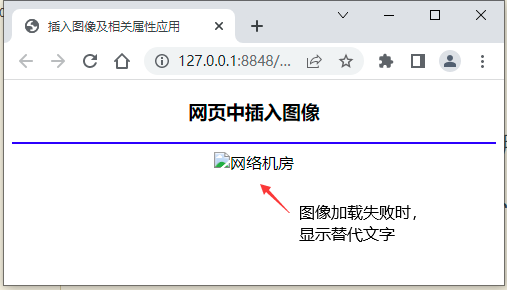 插入图像及相关属性应用
127.0.0.1:8848/...
网页中插入图像
网络机房
图像加载失败时，
显示替代文字